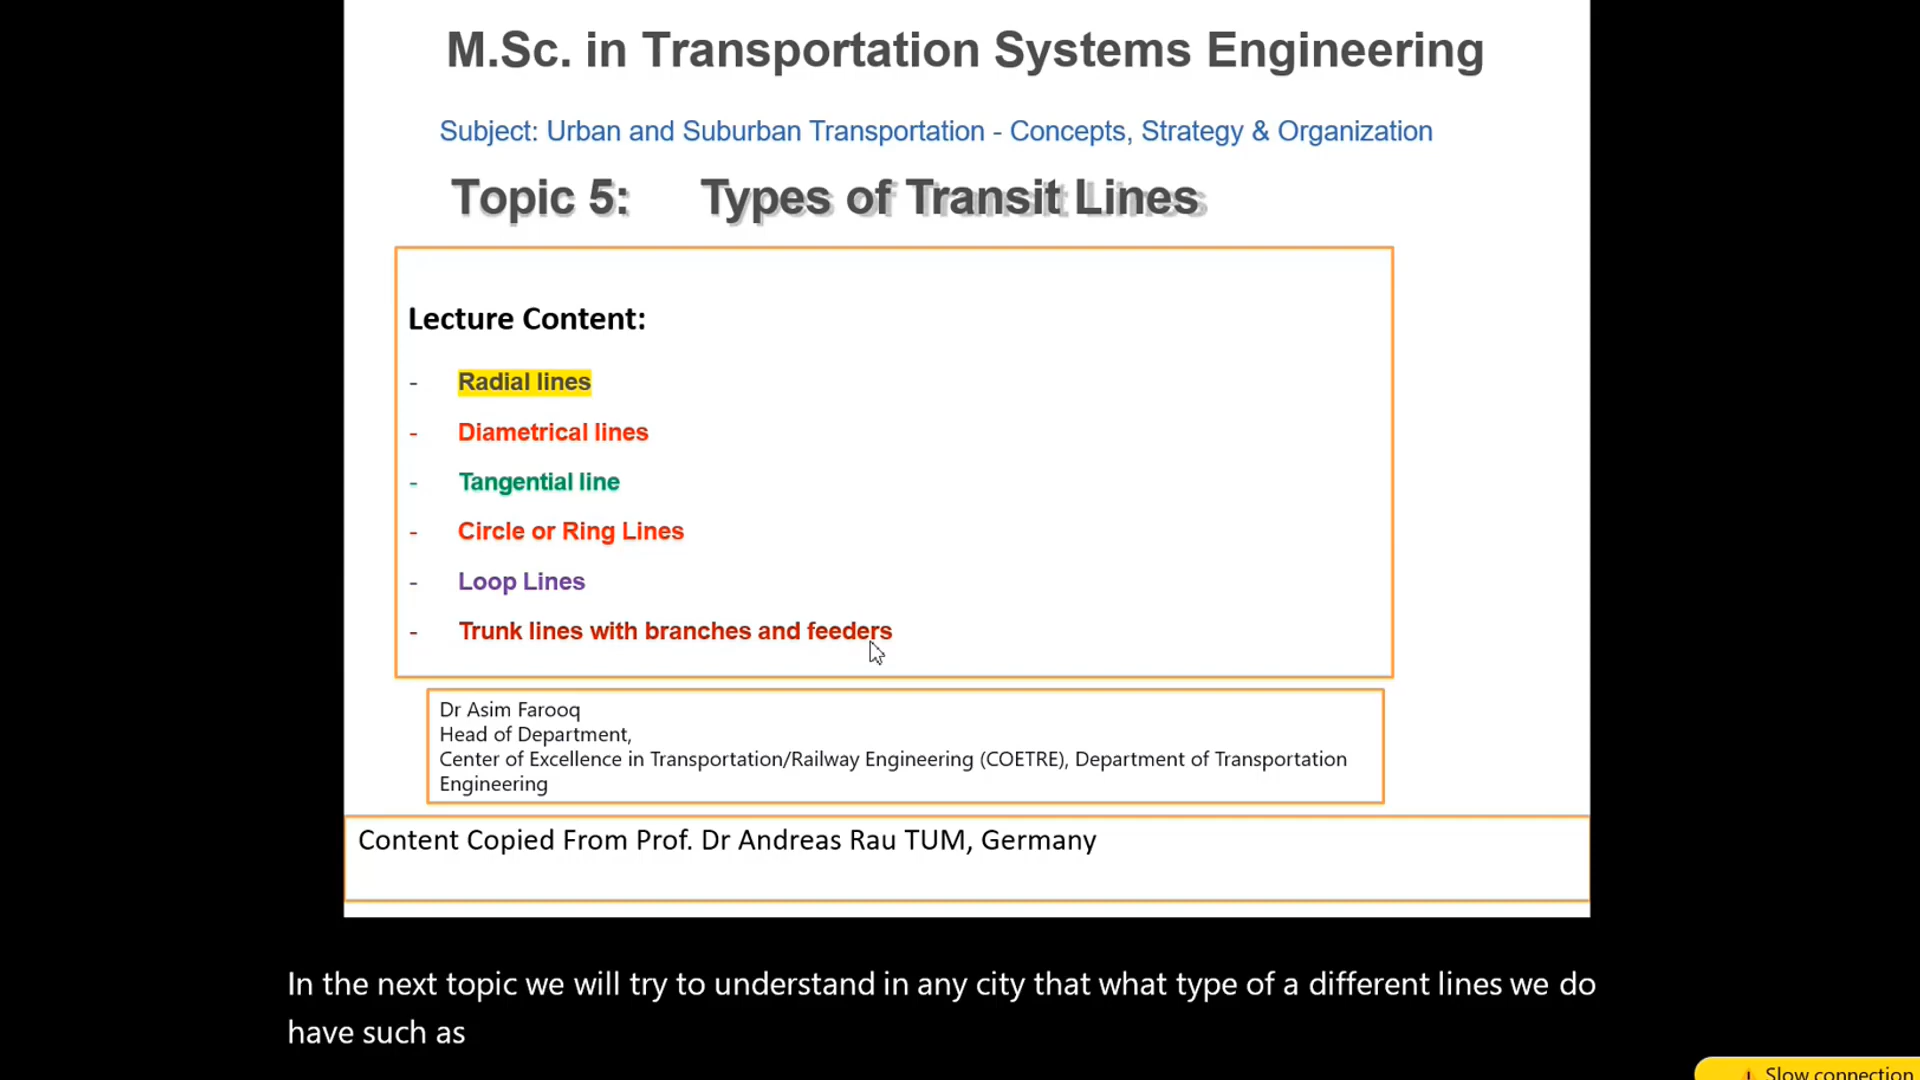 M.Sc. in Transportation Systems Engineering
Subject: Urban and Suburban Transportation - Concepts, Strategy & Organization
Topic 5: Types of Transit Lines
Lecture Content:
- Radial lines
- Diametrical lines
- Tangential line
- Circle or Ring Lines
- Loop Lines
- Trunk lines with branches and feeders
Dr Asim Farooq
Head of Department,
Center of Excellence in Transportation/Railway Engineering (COETRE), Department of Transportation
Engineering
Content Copied From Prof. Dr Andreas Rau TUM, Germany
In the next topic we will try to understand in any city that what type of a different lines we do
have such as
Slow connection